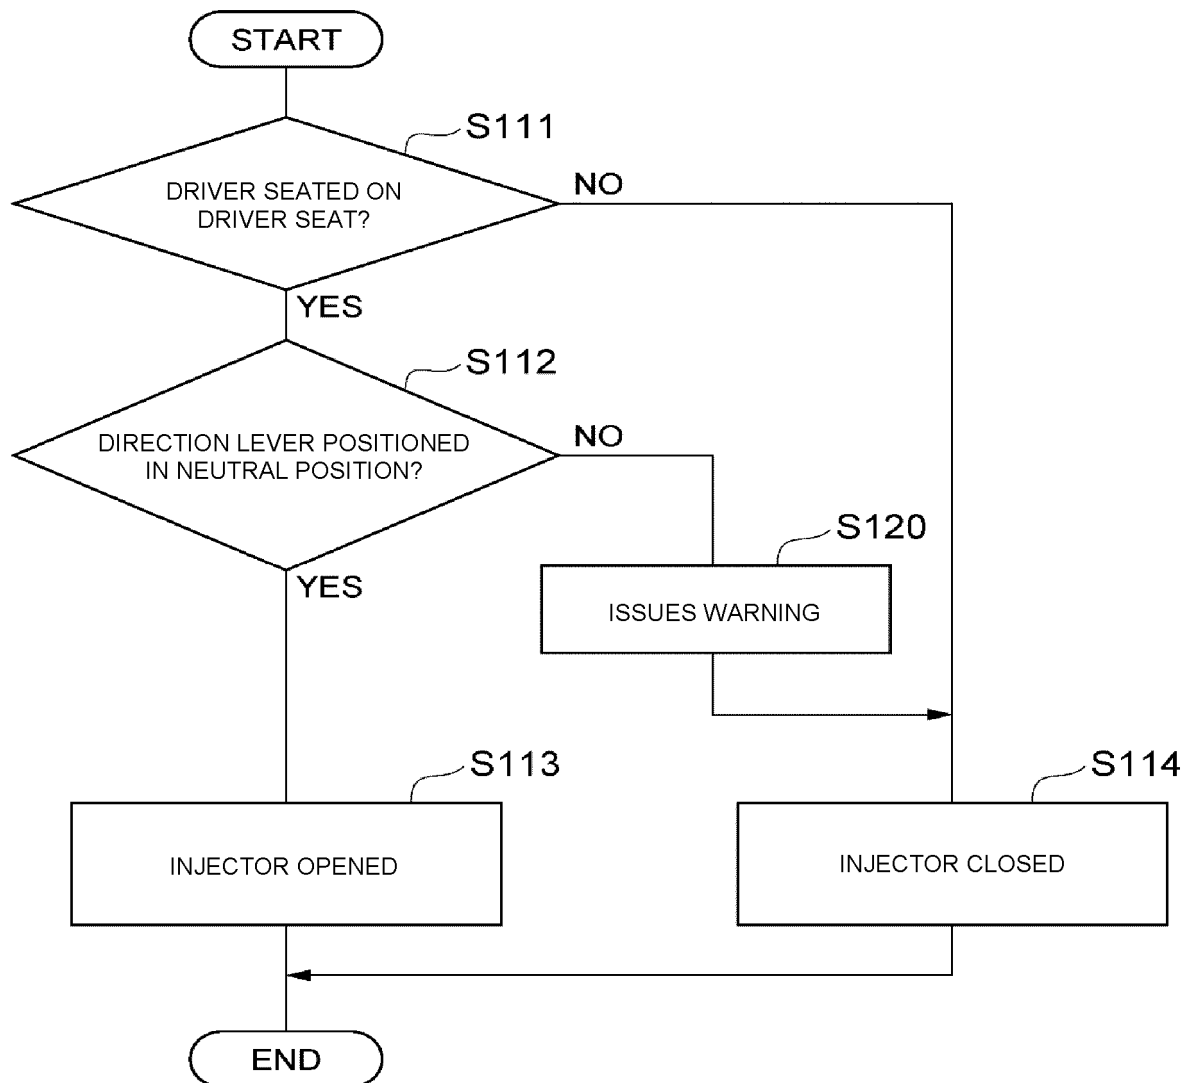 START
S111
DRIVER SEATED ON
DRIVER SEAT?
NO
YES
S112
DIRECTION LEVER POSITIONED
IN NEUTRAL POSITION?
NO
YES
S120
ISSUES WARNING
S113
INJECTOR OPENED
S114
INJECTOR CLOSED
END